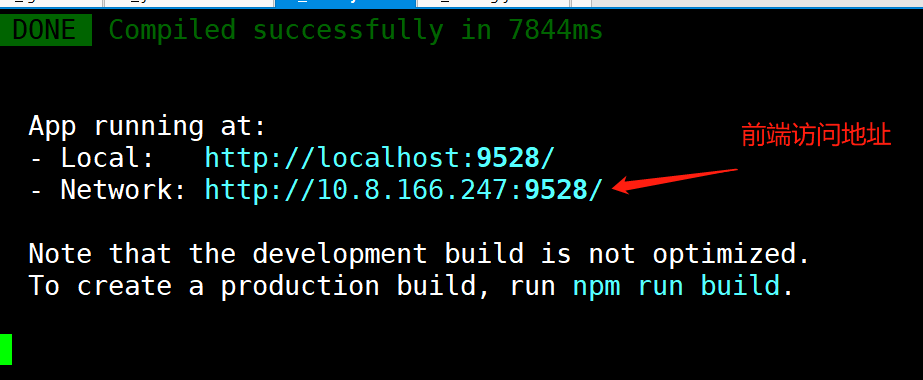 DONE Compiled successfully in 7844ms
App running at:
- Local: http://localhost:9528/
- Network: http://10.8.166.247:9528/
前端访问地址
Note that the development build is not optimized.
To create a production build, run npm run build.